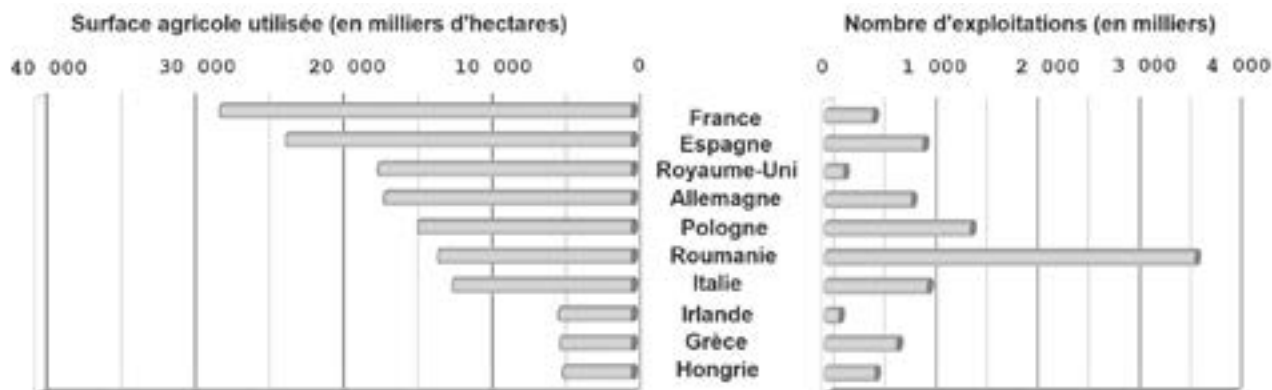 Surface agricole utilisée (en milliers d'hectares)
Nombre d'exploitations (en milliers)
40 000 30 000 20 000 10 000 0
0 1 000 2 000 3 000 4 000
France
Espagne
Royaume-Uni
Allemagne
Pologne
Roumanie
Italie
Irlande
Grèce
Hongrie